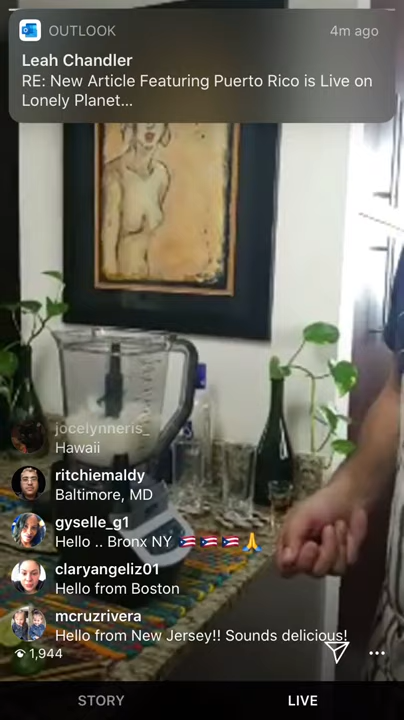 OUTLOOK
4m ago
Leah Chandler
RE: New Article Featuring Puerto Rico is Live on
Lonely Planet...
jocelynneris_
Hawaii
ritchiemaldy
Baltimore, MD
gyselle_g1
Hello .. Bronx NY 🇵🇷🇵🇷🇵🇷🙏
claryangeliz01
Hello from Boston
mcruzrivera
Hello from New Jersey!! Sounds delicious!
1,944
STORY
LIVE